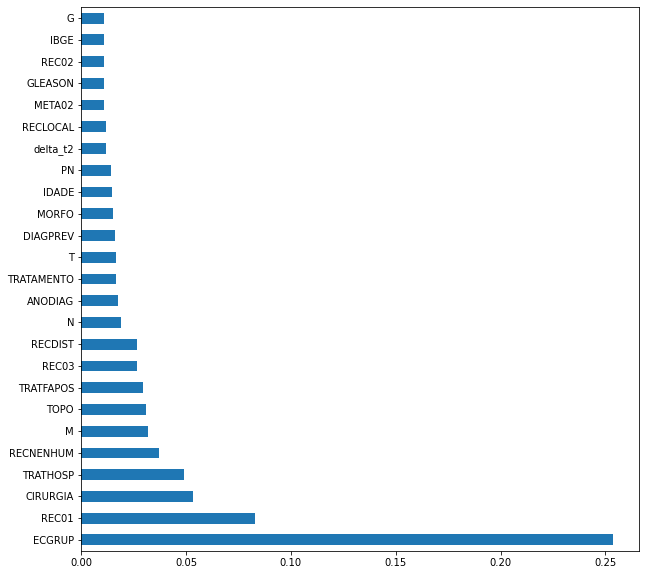 G
IBGE
REC02
GLEASON
META02
RECLOCAL
delta_t2
PN
IDADE
MORFO
DIAGPREV
T
TRATAMENTO
ANODIAG
N
RECDIST
REC03
TRATFAPOS
TOPO
M
RECNENHUM
TRATHOSP
CIRURGIA
REC01
ECGRUP
0.00 0.05 0.10 0.15 0.20 0.25